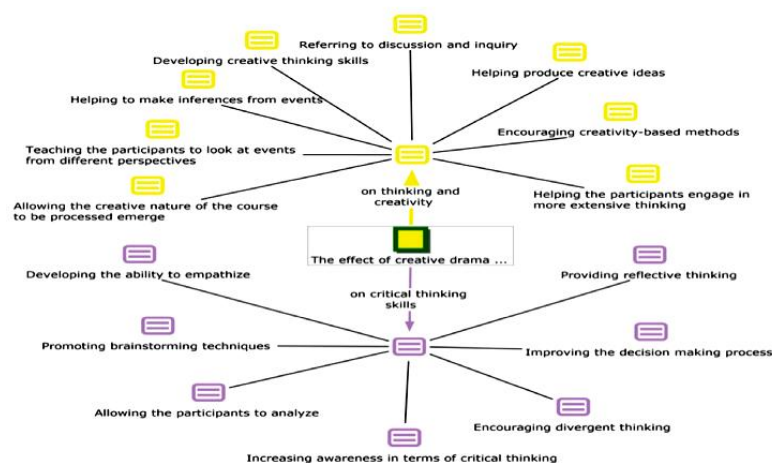 Referring to discussion and inquiry
Developing creative thinking skills
Helping produce creative ideas
Helping to make inferences from events
Encouraging creativity-based methods
Teaching the participants to look at events
from different perspectives
Helping the participants engage in
more extensive thinking
Allowing the creative nature of the course
to be processed emerge
on thinking and
creativity
The effect of creative drama ...
Developing the ability to empathize
Providing reflective thinking
on critical thinking
skills
Promoting brainstorming techniques
Improving the decision making process
Allowing the participants to analyze
Encouraging divergent thinking
Increasing awareness in terms of critical thinking